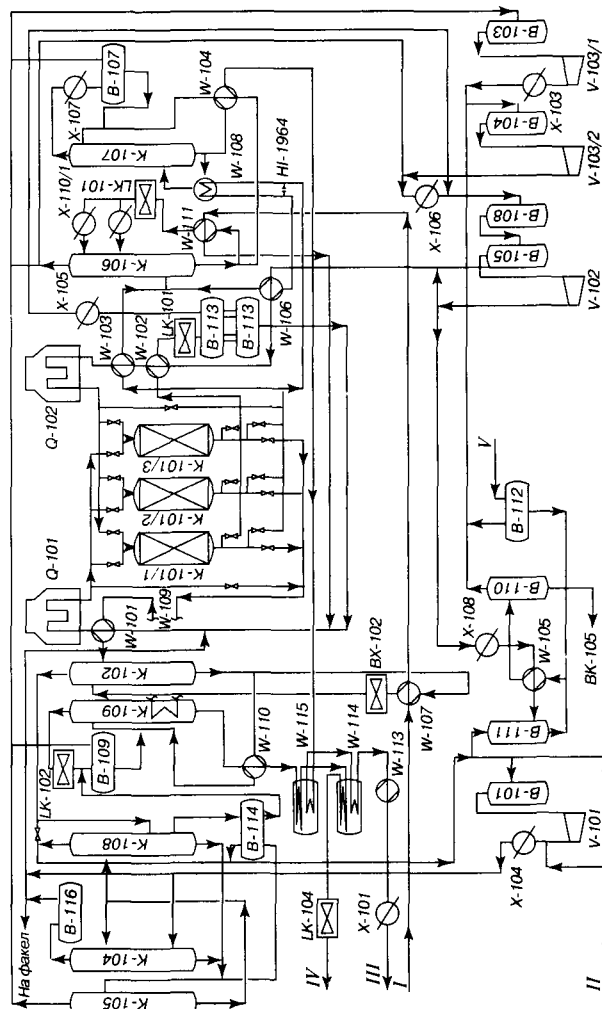 Q-101
Q-102
X-107
B-107
K-107
W-104
X-110/1
LK-101
W-108
HI-1964
W-111
K-106
X-105
W-103
W-102
LK-101
B-113
B-113
W-106
K-101/3
K-101/2
K-101/1
W-109
W-101
K-102
K-109
LK-102
B-109
W-110
W-115
W-114
W-113
BX-102
W-107
K-108
B-114
B-116
На факел
K-104
K-105
LK-104
X-101
IV
III
I
II
B-103
V-103/1
X-103
B-104
V-103/2
X-106
B-108
B-105
V-102
V
B-112
B-110
X-108
W-105
BK-105
B-111
B-101
V-101
X-104